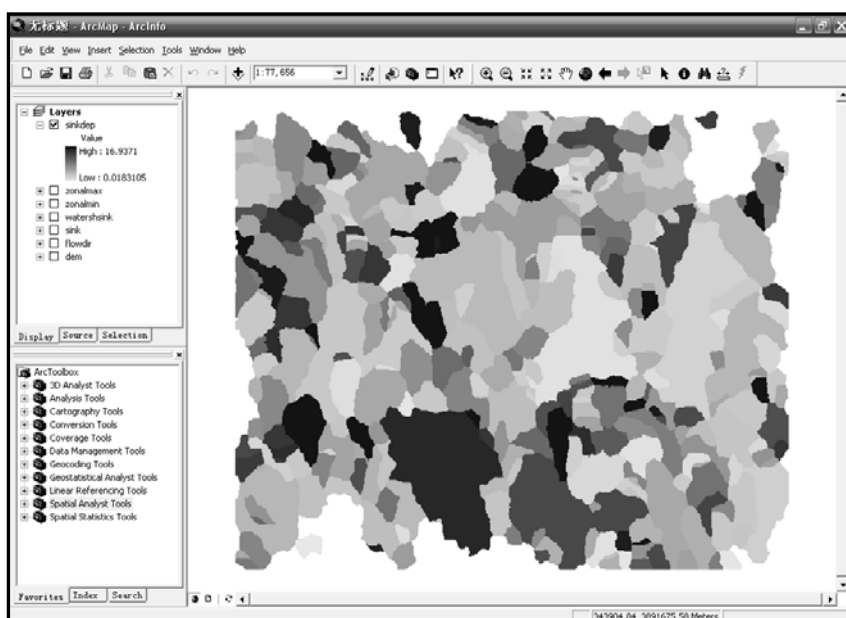 无标题 - ArcMap - ArcInfo
File Edit View Insert Selection Tools Window Help
1:77,656
Layers
sinkdep
Value
High : 16.9371
Low : 0.0183105
zonalmax
zonalmin
watershsink
sink
flowdir
dem
Display Source Selection
ArcToolbox
3D Analyst Tools
Analysis Tools
Cartography Tools
Conversion Tools
Coverage Tools
Data Management Tools
Geocoding Tools
Geostatistical Analyst Tools
Linear Referencing Tools
Spatial Analyst Tools
Spatial Statistics Tools
Favorites Index Search
343904.84 3891675.58 Meters